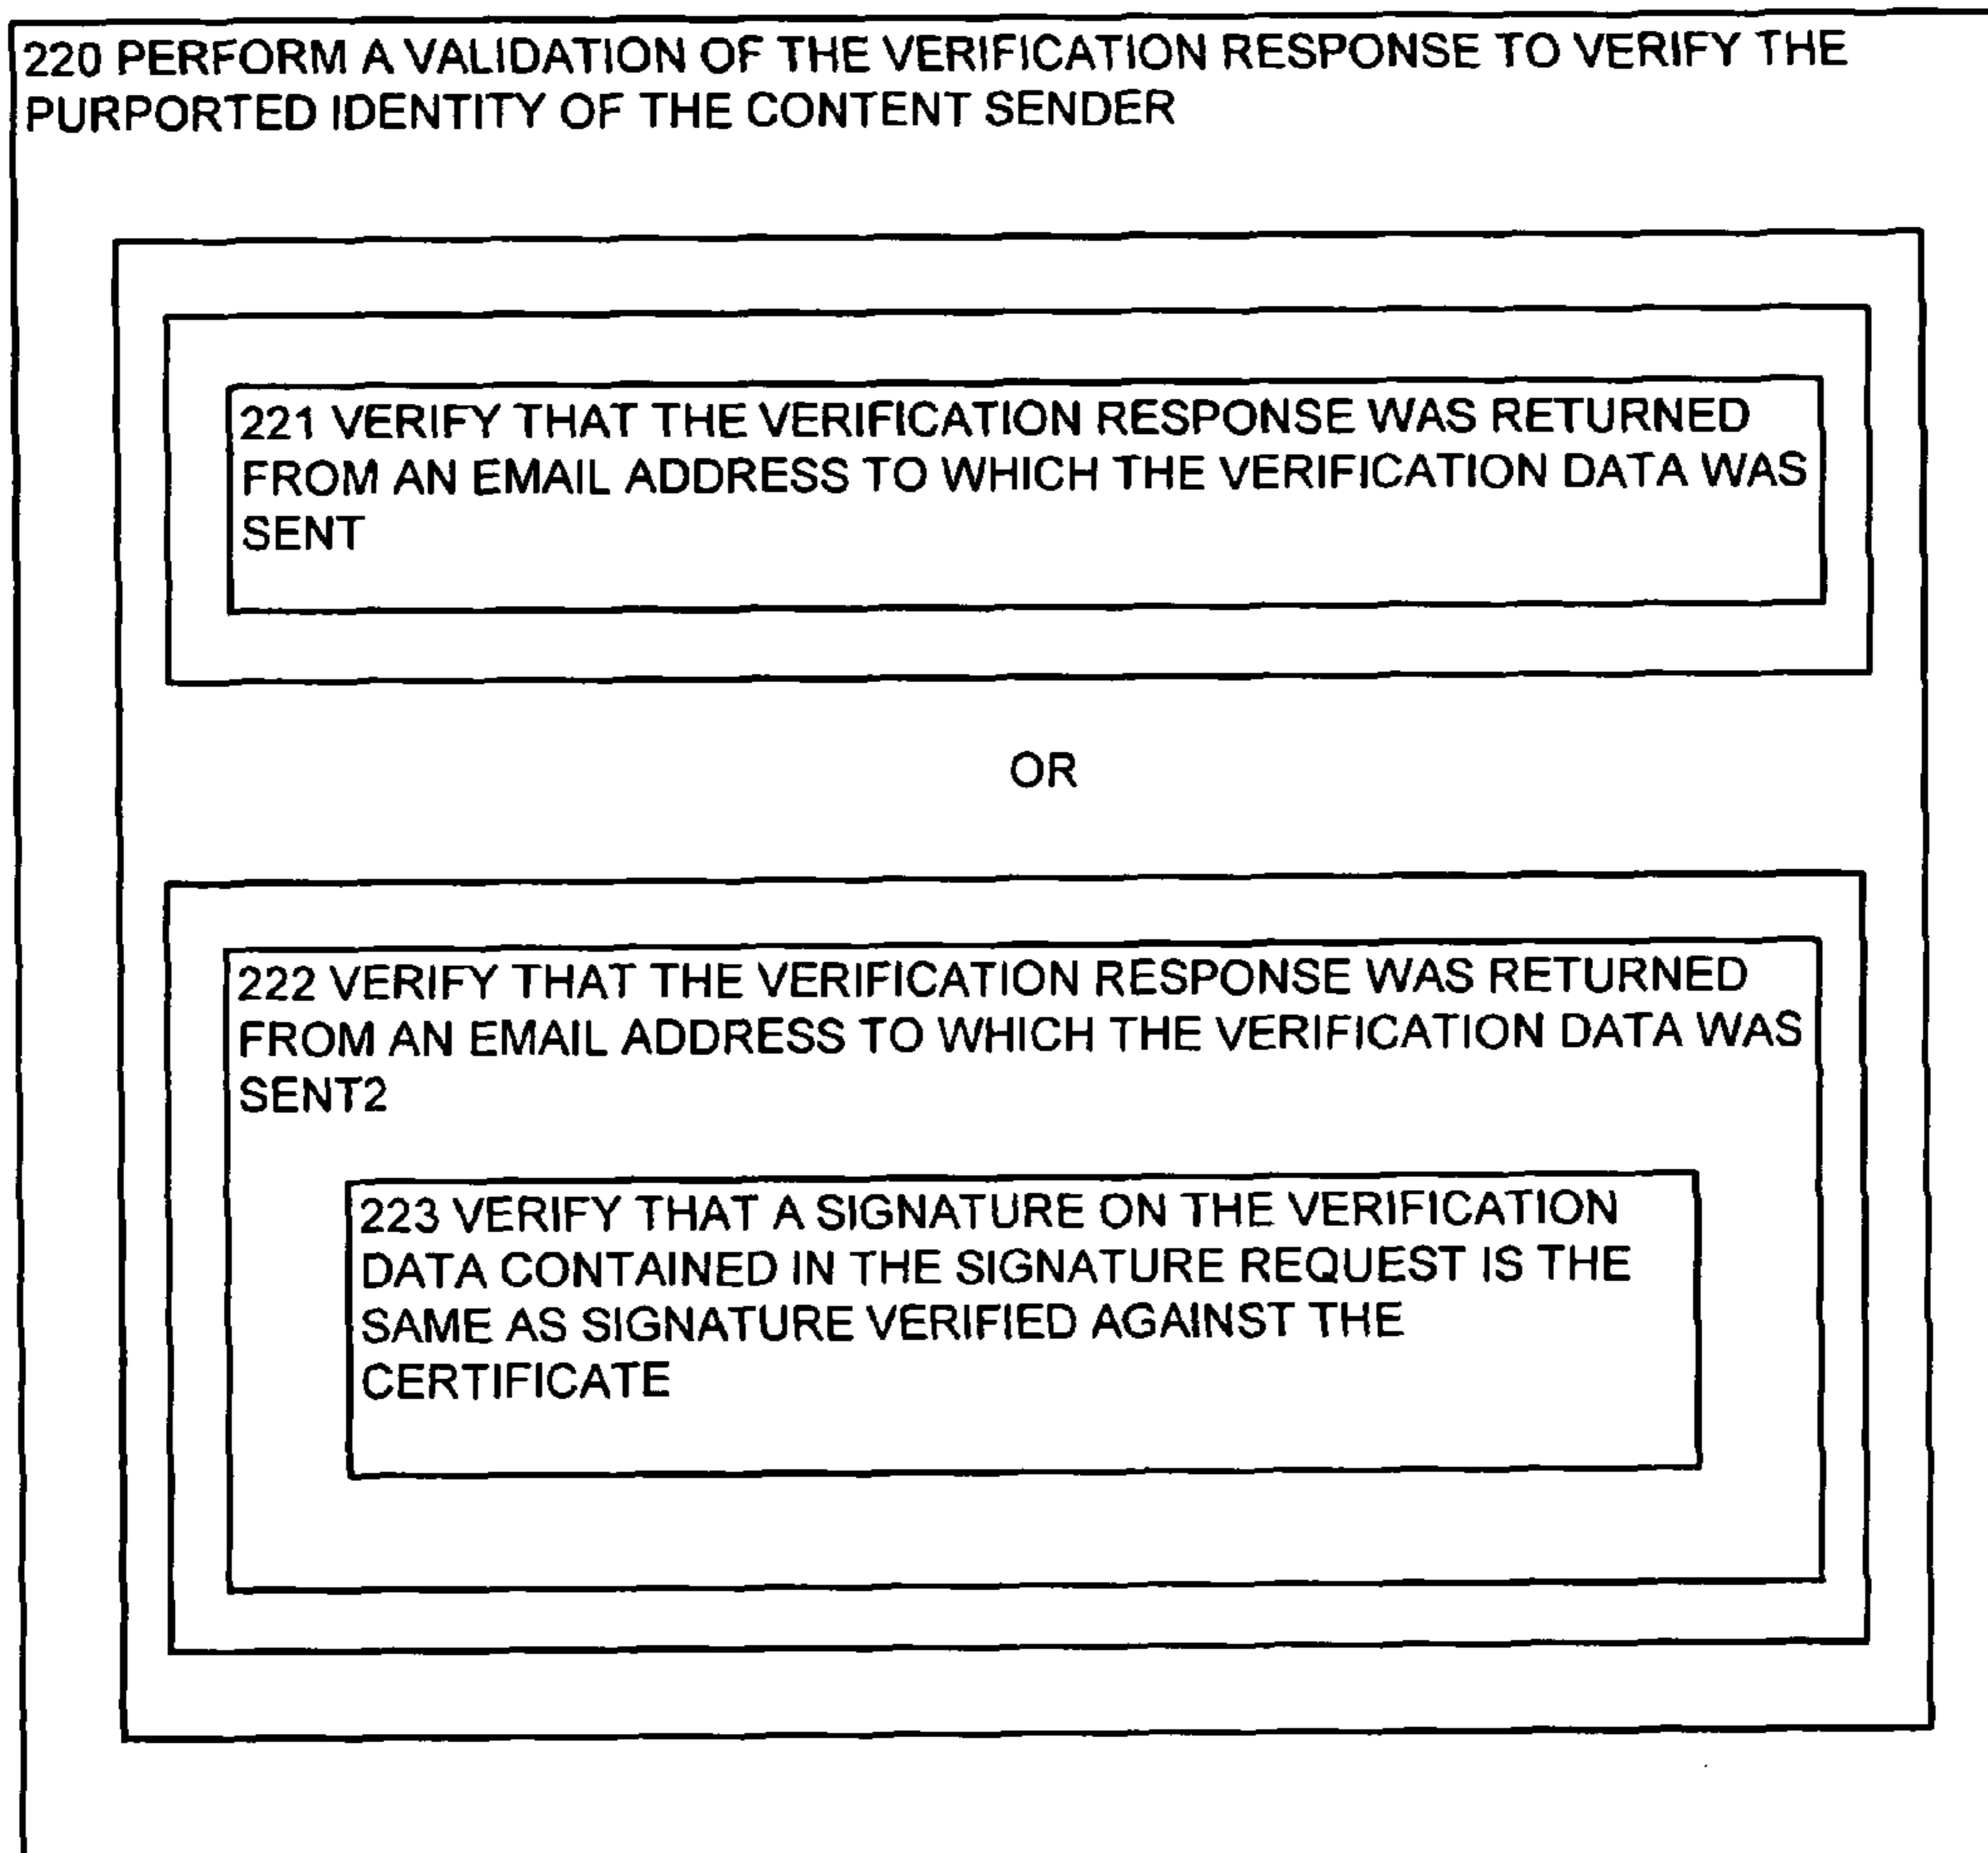 220 PERFORM A VALIDATION OF THE VERIFICATION RESPONSE TO VERIFY THE
PURPORTED IDENTITY OF THE CONTENT SENDER
221 VERIFY THAT THE VERIFICATION RESPONSE WAS RETURNED
FROM AN EMAIL ADDRESS TO WHICH THE VERIFICATION DATA WAS
SENT
OR
222 VERIFY THAT THE VERIFICATION RESPONSE WAS RETURNED
FROM AN EMAIL ADDRESS TO WHICH THE VERIFICATION DATA WAS
SENT2
223 VERIFY THAT A SIGNATURE ON THE VERIFICATION
DATA CONTAINED IN THE SIGNATURE REQUEST IS THE
SAME AS SIGNATURE VERIFIED AGAINST THE
CERTIFICATE